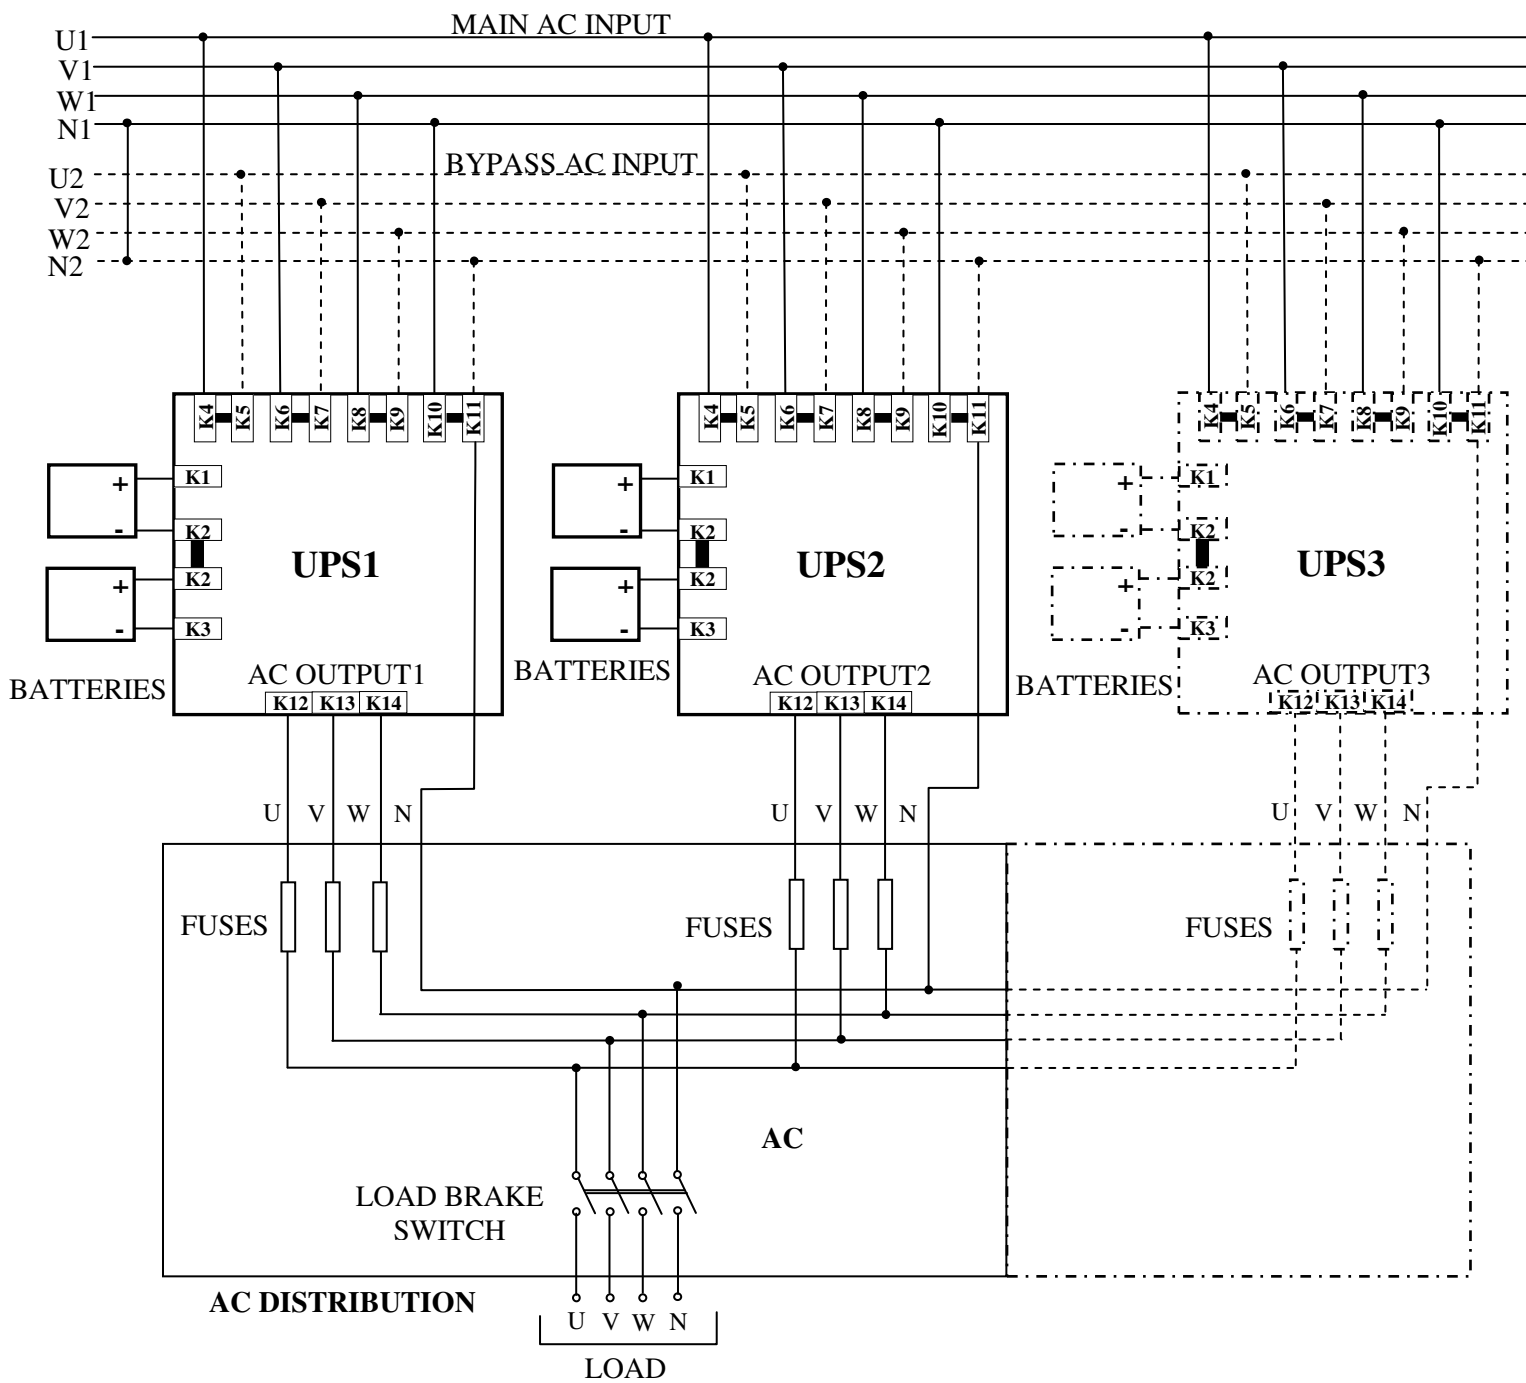 MAIN AC INPUT
U1
V1
W1
N1
BYPASS AC INPUT
U2
V2
W2
N2
K4 K5 K6 K7 K8 K9 K10 K11
K4 K5 K6 K7 K8 K9 K10 K11
K4 K5 K6 K7 K8 K9 K10 K11
+ K1
- K2
UPS1
+ K2
- K3
BATTERIES
AC OUTPUT1
K12 K13 K14
+ K1
- K2
UPS2
+ K2
- K3
BATTERIES
AC OUTPUT2
K12 K13 K14
+ K1
- K2
UPS3
+ K2
- K3
BATTERIES
AC OUTPUT3
K12 K13 K14
U V W N
U V W N
U V W N
FUSES
FUSES
FUSES
AC
LOAD BRAKE
SWITCH
AC DISTRIBUTION
U V W N
LOAD